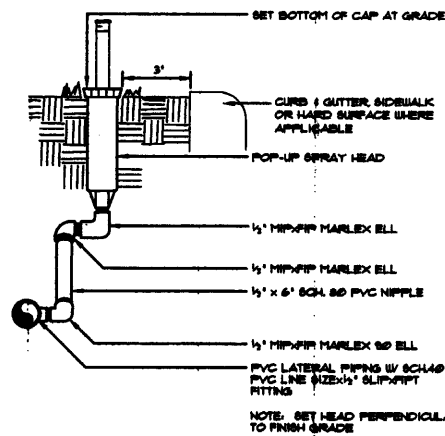 SET BOTTOM OF CAP AT GRADE
3"
CURB & GUTTER, SIDEWALK
OR HARD SURFACE WHERE
APPLICABLE
POP-UP SPRAY HEAD
½" MIPXFIP MARLEX ELL
½" MIPXFIP MARLEX ELL
½" X 6" SCH. 80 PVC NIPPLE
½" MIPXFIP MARLEX 90 ELL
PVC LATERAL PIPING W/ SCH.40
PVC LINE SIZEX½" SLIPXFIPT
FITTING
NOTE: SET HEAD PERPENDICUL
TO FINISH GRADE